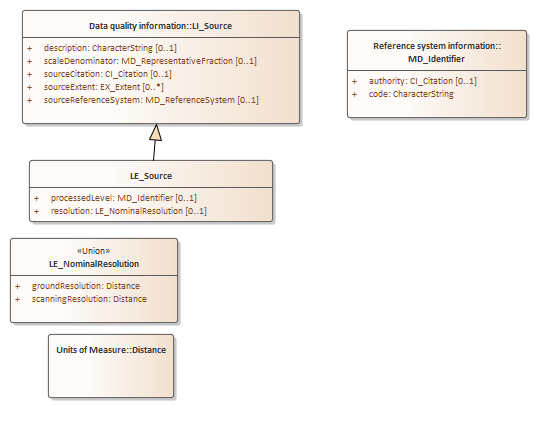 Data quality information::LI_Source
+ description: CharacterString [0..1]
+ scaleDenominator: MD_RepresentativeFraction [0..1]
+ sourceCitation: CI_Citation [0..1]
+ sourceExtent: EX_Extent [0..*]
+ sourceReferenceSystem: MD_ReferenceSystem [0..1]
Reference system information::
MD_Identifier
+ authority: CI_Citation [0..1]
+ code: CharacterString
LE_Source
+ processedLevel: MD_Identifier [0..1]
+ resolution: LE_NominalResolution [0..1]
«Union»
LE_NominalResolution
+ groundResolution: Distance
+ scanningResolution: Distance
Units of Measure::Distance